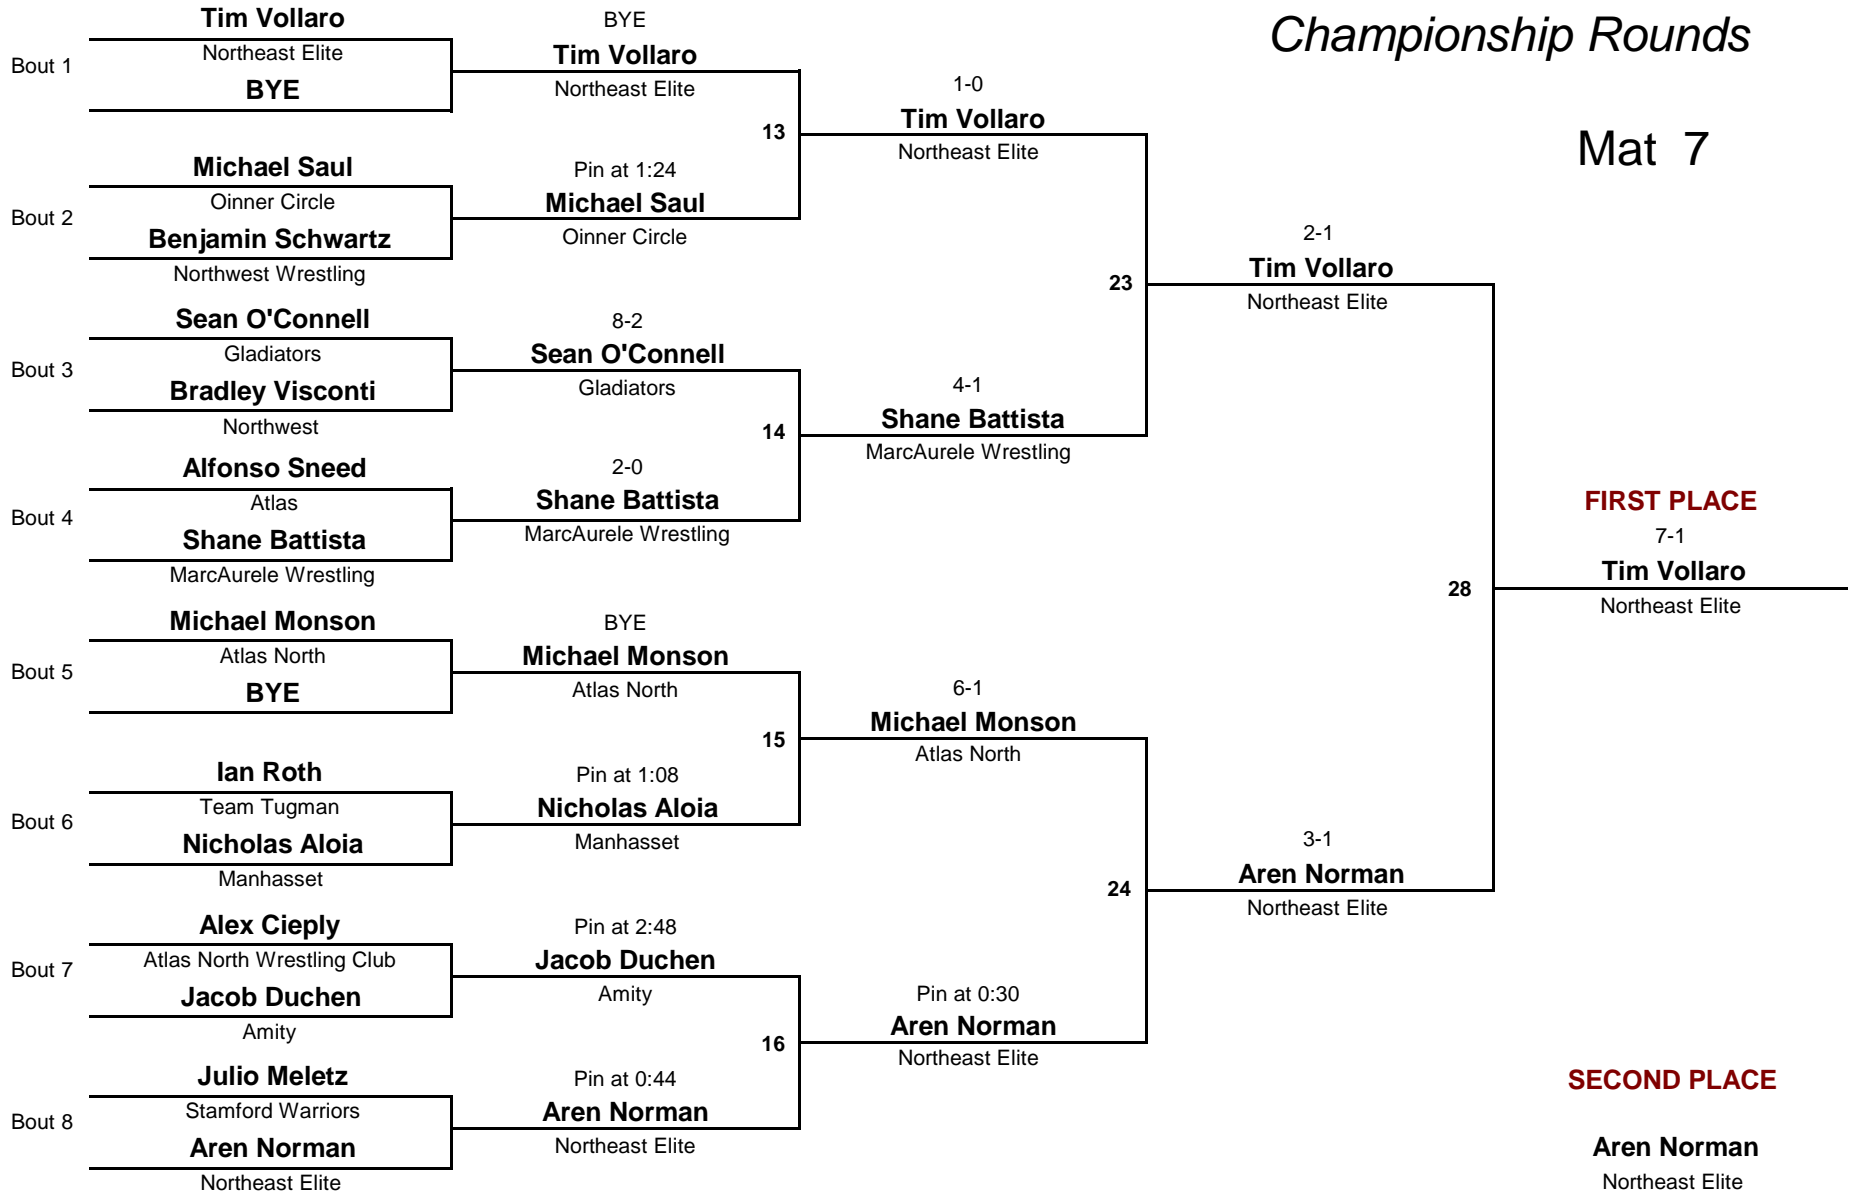 Championship Rounds
Mat 7
Bout 1
Tim Vollaro
Northeast Elite
BYE
Bout 2
Michael Saul
Oinner Circle
Benjamin Schwartz
Northwest Wrestling
Bout 3
Sean O'Connell
Gladiators
Bradley Visconti
Northwest
Bout 4
Alfonso Sneed
Atlas
Shane Battista
MarcAurele Wrestling
Bout 5
Michael Monson
Atlas North
BYE
Bout 6
Ian Roth
Team Tugman
Nicholas Aloia
Manhasset
Bout 7
Alex Cieply
Atlas North Wrestling Club
Jacob Duchen
Amity
Bout 8
Julio Meletz
Stamford Warriors
Aren Norman
Northeast Elite
BYE
Tim Vollaro
Northeast Elite
13
Pin at 1:24
Michael Saul
Oinner Circle
8-2
Sean O'Connell
Gladiators
14
2-0
Shane Battista
MarcAurele Wrestling
BYE
Michael Monson
Atlas North
15
Pin at 1:08
Nicholas Aloia
Manhasset
Pin at 2:48
Jacob Duchen
Amity
16
Pin at 0:44
Aren Norman
Northeast Elite
1-0
Tim Vollaro
Northeast Elite
23
4-1
Shane Battista
MarcAurele Wrestling
6-1
Michael Monson
Atlas North
24
Pin at 0:30
Aren Norman
Northeast Elite
2-1
Tim Vollaro
Northeast Elite
28
3-1
Aren Norman
Northeast Elite
FIRST PLACE
7-1
Tim Vollaro
Northeast Elite
SECOND PLACE
Aren Norman
Northeast Elite